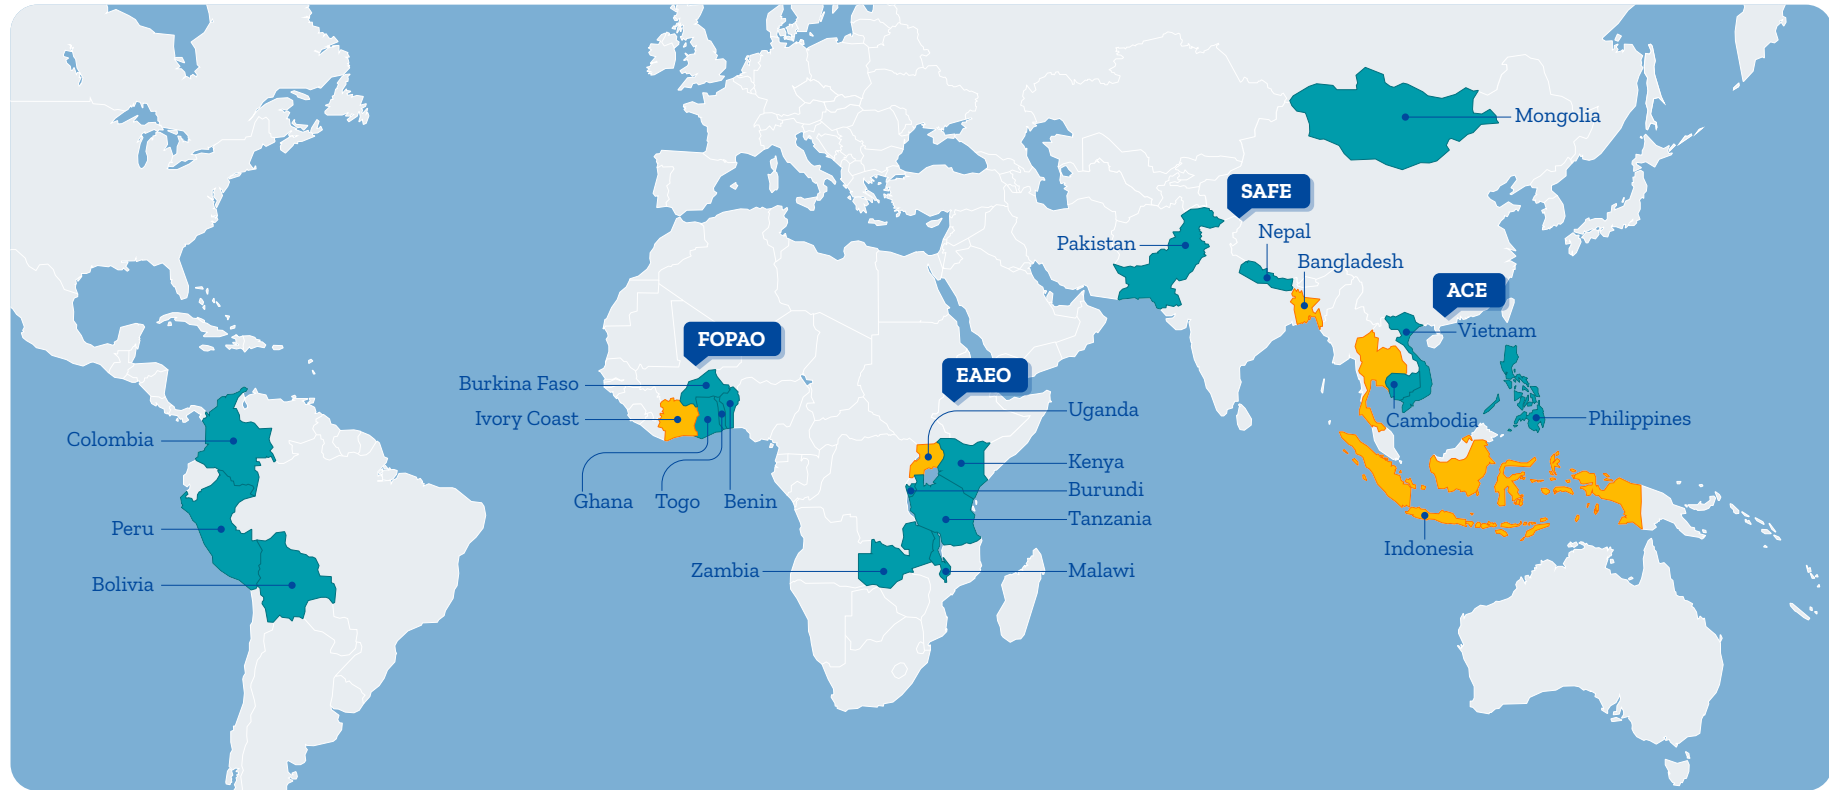 Mongolia
SAFE
Nepal
Pakistan
Bangladesh
ACE
Vietnam
FOPAO
EAEO
Burkina Faso
Ivory Coast
Uganda
Cambodia
Philippines
Colombia
Kenya
Burundi
Ghana
Togo
Benin
Tanzania
Peru
Indonesia
Zambia
Malawi
Bolivia